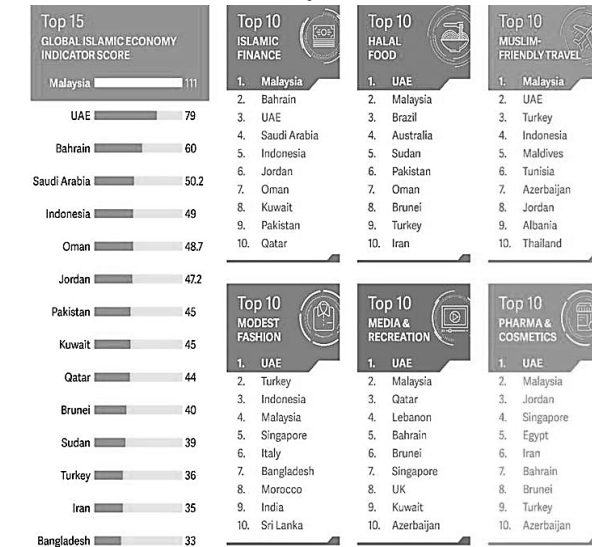 Top 15
GLOBAL ISLAMIC ECONOMY
INDICATOR SCORE
Malaysia 111
UAE 79
Bahrain 60
Saudi Arabia 50.2
Indonesia 49
Oman 48.7
Jordan 47.2
Pakistan 45
Kuwait 45
Qatar 44
Brunei 40
Sudan 39
Turkey 36
Iran 35
Bangladesh 33
Top 10
ISLAMIC
FINANCE
1. Malaysia
2. Bahrain
3. UAE
4. Saudi Arabia
5. Indonesia
6. Jordan
7. Oman
8. Kuwait
9. Pakistan
10. Qatar
Top 10
HALAL
FOOD
1. UAE
2. Malaysia
3. Brazil
4. Australia
5. Sudan
6. Pakistan
7. Oman
8. Brunei
9. Turkey
10. Iran
Top 10
MUSLIM-
FRIENDLY TRAVEL
1. Malaysia
2. UAE
3. Turkey
4. Indonesia
5. Maldives
6. Tunisia
7. Azerbaijan
8. Jordan
9. Albania
10. Thailand
Top 10
MODEST
FASHION
1. UAE
2. Turkey
3. Indonesia
4. Malaysia
5. Singapore
6. Italy
7. Bangladesh
8. Morocco
9. India
10. Sri Lanka
Top 10
MEDIA &
RECREATION
1. UAE
2. Malaysia
3. Qatar
4. Lebanon
5. Bahrain
6. Brunei
7. Singapore
8. UK
9. Kuwait
10. Azerbaijan
Top 10
PHARMA &
COSMETICS
1. UAE
2. Malaysia
3. Jordan
4. Singapore
5. Egypt
6. Iran
7. Bahrain
8. Brunei
9. Turkey
10. Azerbaijan